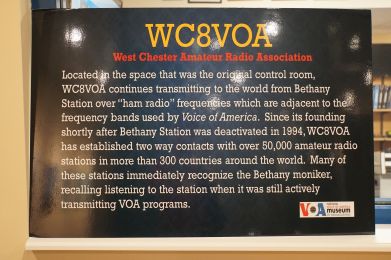 WC8VOA
West Chester Amateur Radio Association
Located in the space that was the original control room,
WC8VOA continues transmitting to the world from Bethany
Station over “ham radio” frequencies which are adjacent to the
frequency bands used by Voice of America. Since its founding
shortly after Bethany Station was deactivated in 1994, WC8VOA
has established two way contacts with over 50,000 amateur radio
stations in more than 300 countries around the world. Many of
these stations immediately recognize the Bethany moniker,
recalling listening to the station when it was still actively
transmitting VOA programs.
VOA museum